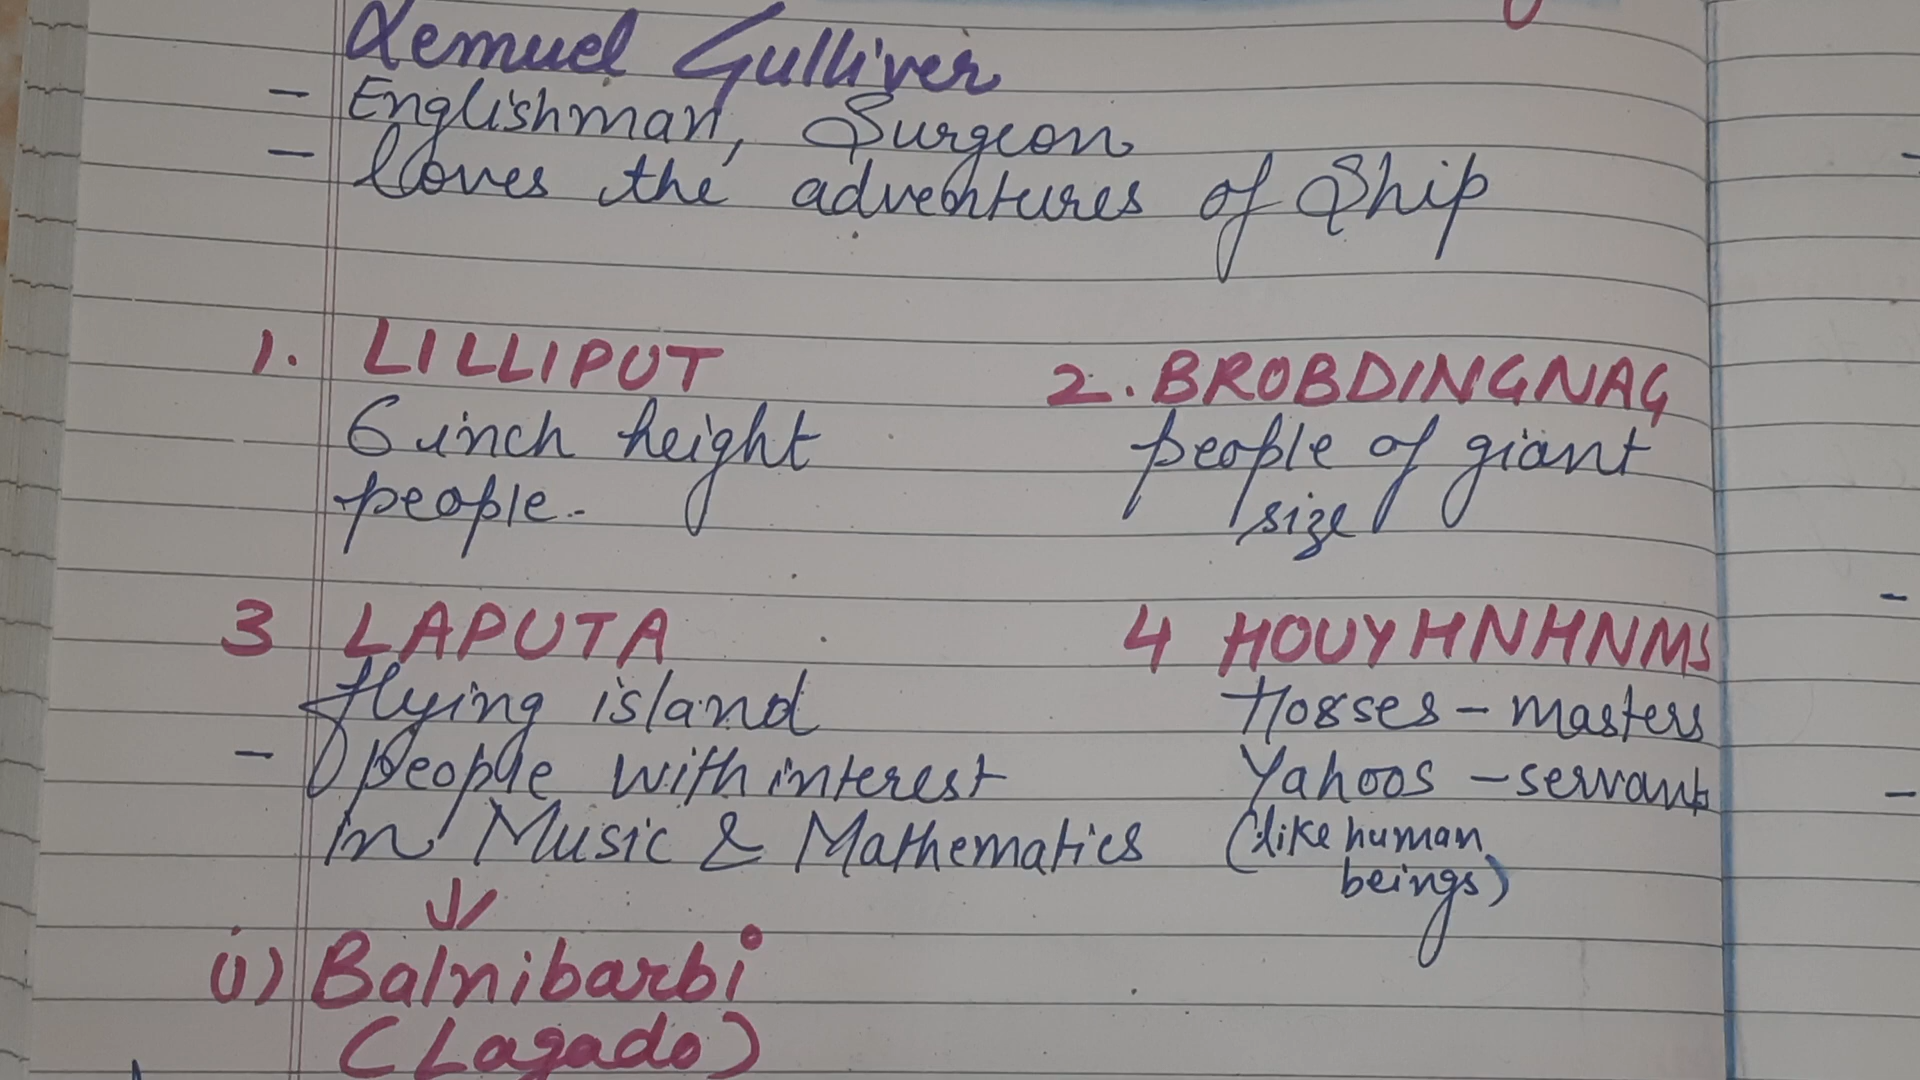 Lemuel Gulliver
- Englishman, Surgeon
- loves the adventures of Ship
1. LILLIPUT
6 inch height
people.
2. BROBDINGNAG
people of giant
size
3 LAPUTA
flying island
- people with interest
in Music & Mathematics
4 HOUYHNHNMS
Horses - masters
Yahoos - servants
(like human
beings)
(i) Balnibarbi
(Lagado)